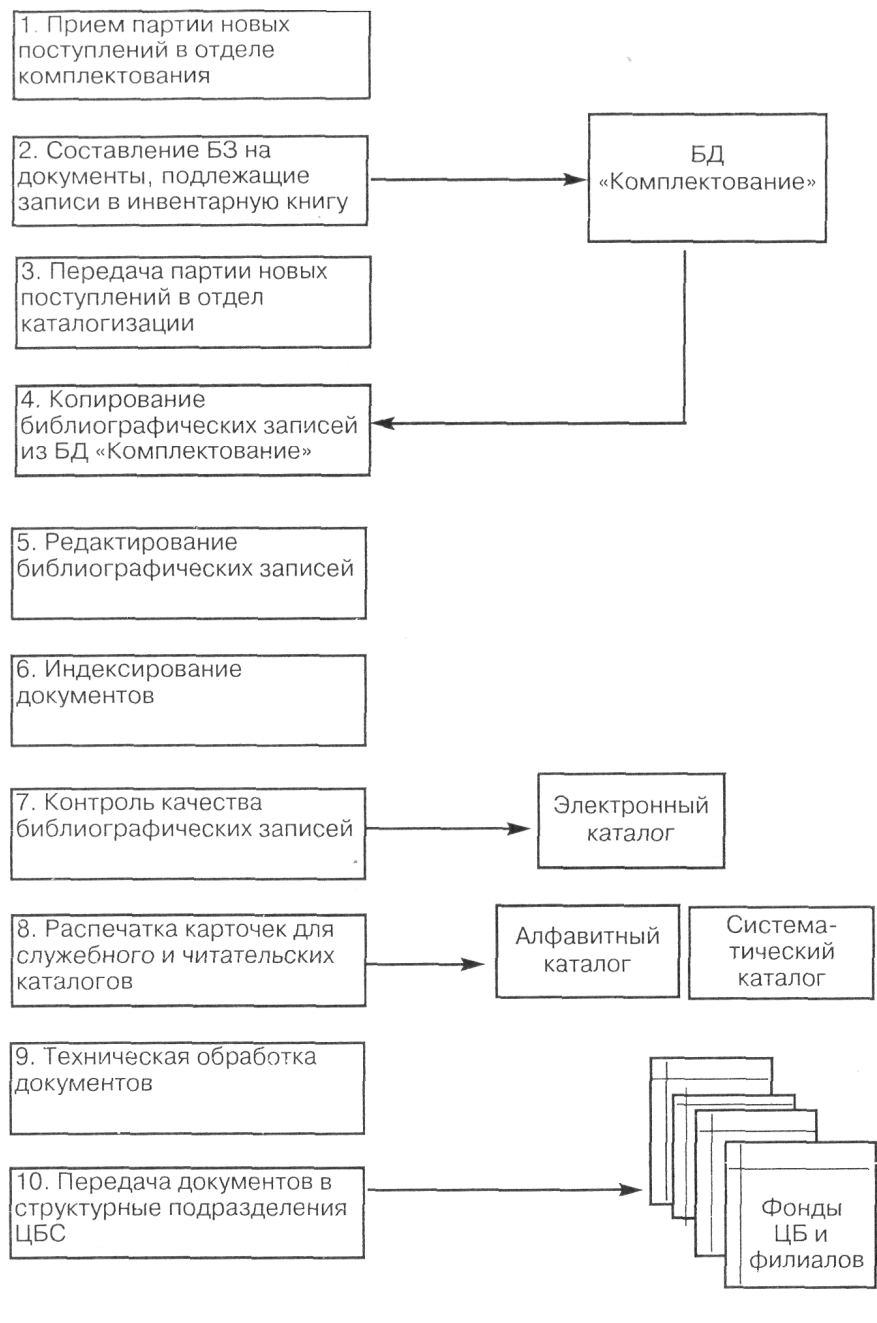 1. Прием партии новых
поступлений в отделе
комплектования
2. Составление БЗ на
документы, подлежащие
записи в инвентарную книгу
БД
«Комплектование»
3. Передача партии новых
поступлений в отдел
каталогизации
4. Копирование
библиографических записей
из БД «Комплектование»
5. Редактирование
библиографических записей
6. Индексирование
документов
7. Контроль качества
библиографических записей
Электронный
каталог
8. Распечатка карточек для
служебного и читательских
каталогов
Алфавитный
каталог
Система-
тический
каталог
9. Техническая обработка
документов
10. Передача документов в
структурные подразделения
ЦБС
Фонды
ЦБ и
филиалов